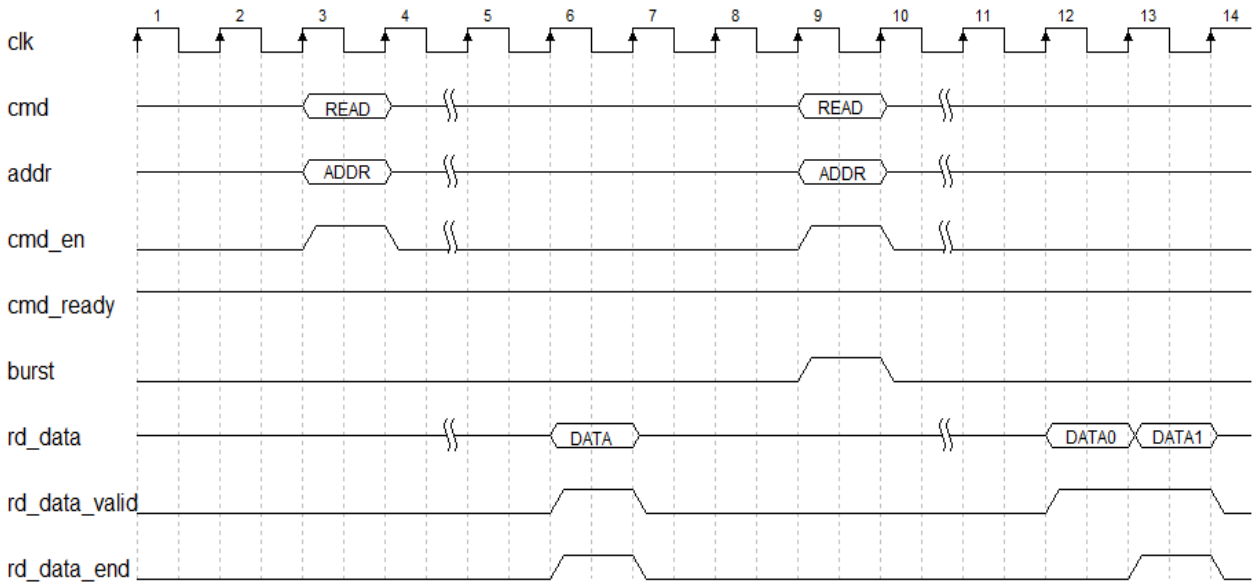 1 2 3 4 5 6 7 8 9 10 11 12 13 14
clk
cmd READ READ
addr ADDR ADDR
cmd_en
cmd_ready
burst
rd_data DATA DATA0 DATA1
rd_data_valid
rd_data_end